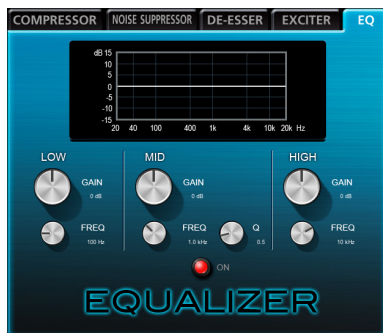 COMPRESSOR NOISE SUPPRESSOR DE-ESSER EXCITER EQ
dB 15
10
5
0
-5
-10
-15
20 40 100 400 1k 4k 10k 20k Hz
LOW MID HIGH
GAIN GAIN GAIN
0 dB 0 dB 0 dB
FREQ FREQ Q FREQ
100 Hz 1.0 kHz 0.5 10 kHz
ON
EQUALIZER